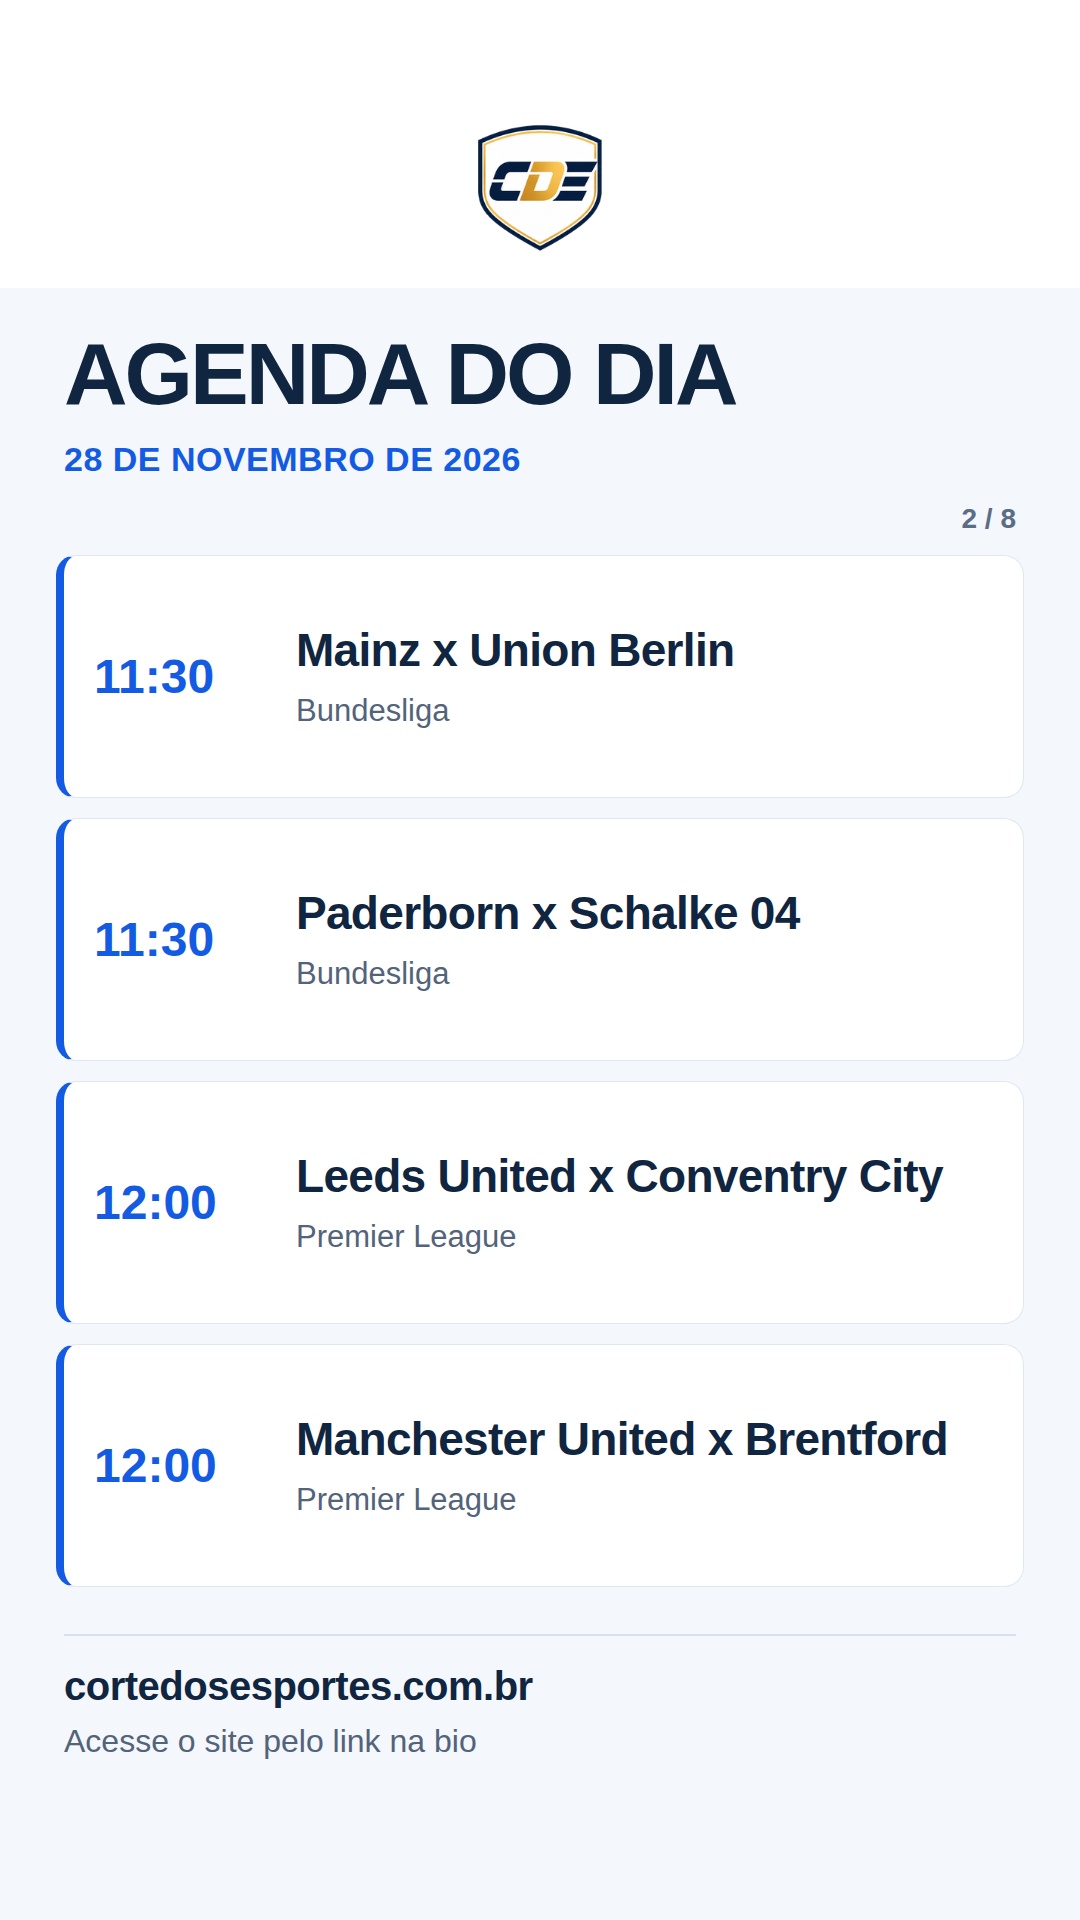 CDE
AGENDA DO DIA
28 DE NOVEMBRO DE 2026
2 / 8
11:30
Mainz x Union Berlin
Bundesliga
11:30
Paderborn x Schalke 04
Bundesliga
12:00
Leeds United x Conventry City
Premier League
12:00
Manchester United x Brentford
Premier League
cortedosesportes.com.br
Acesse o site pelo link na bio